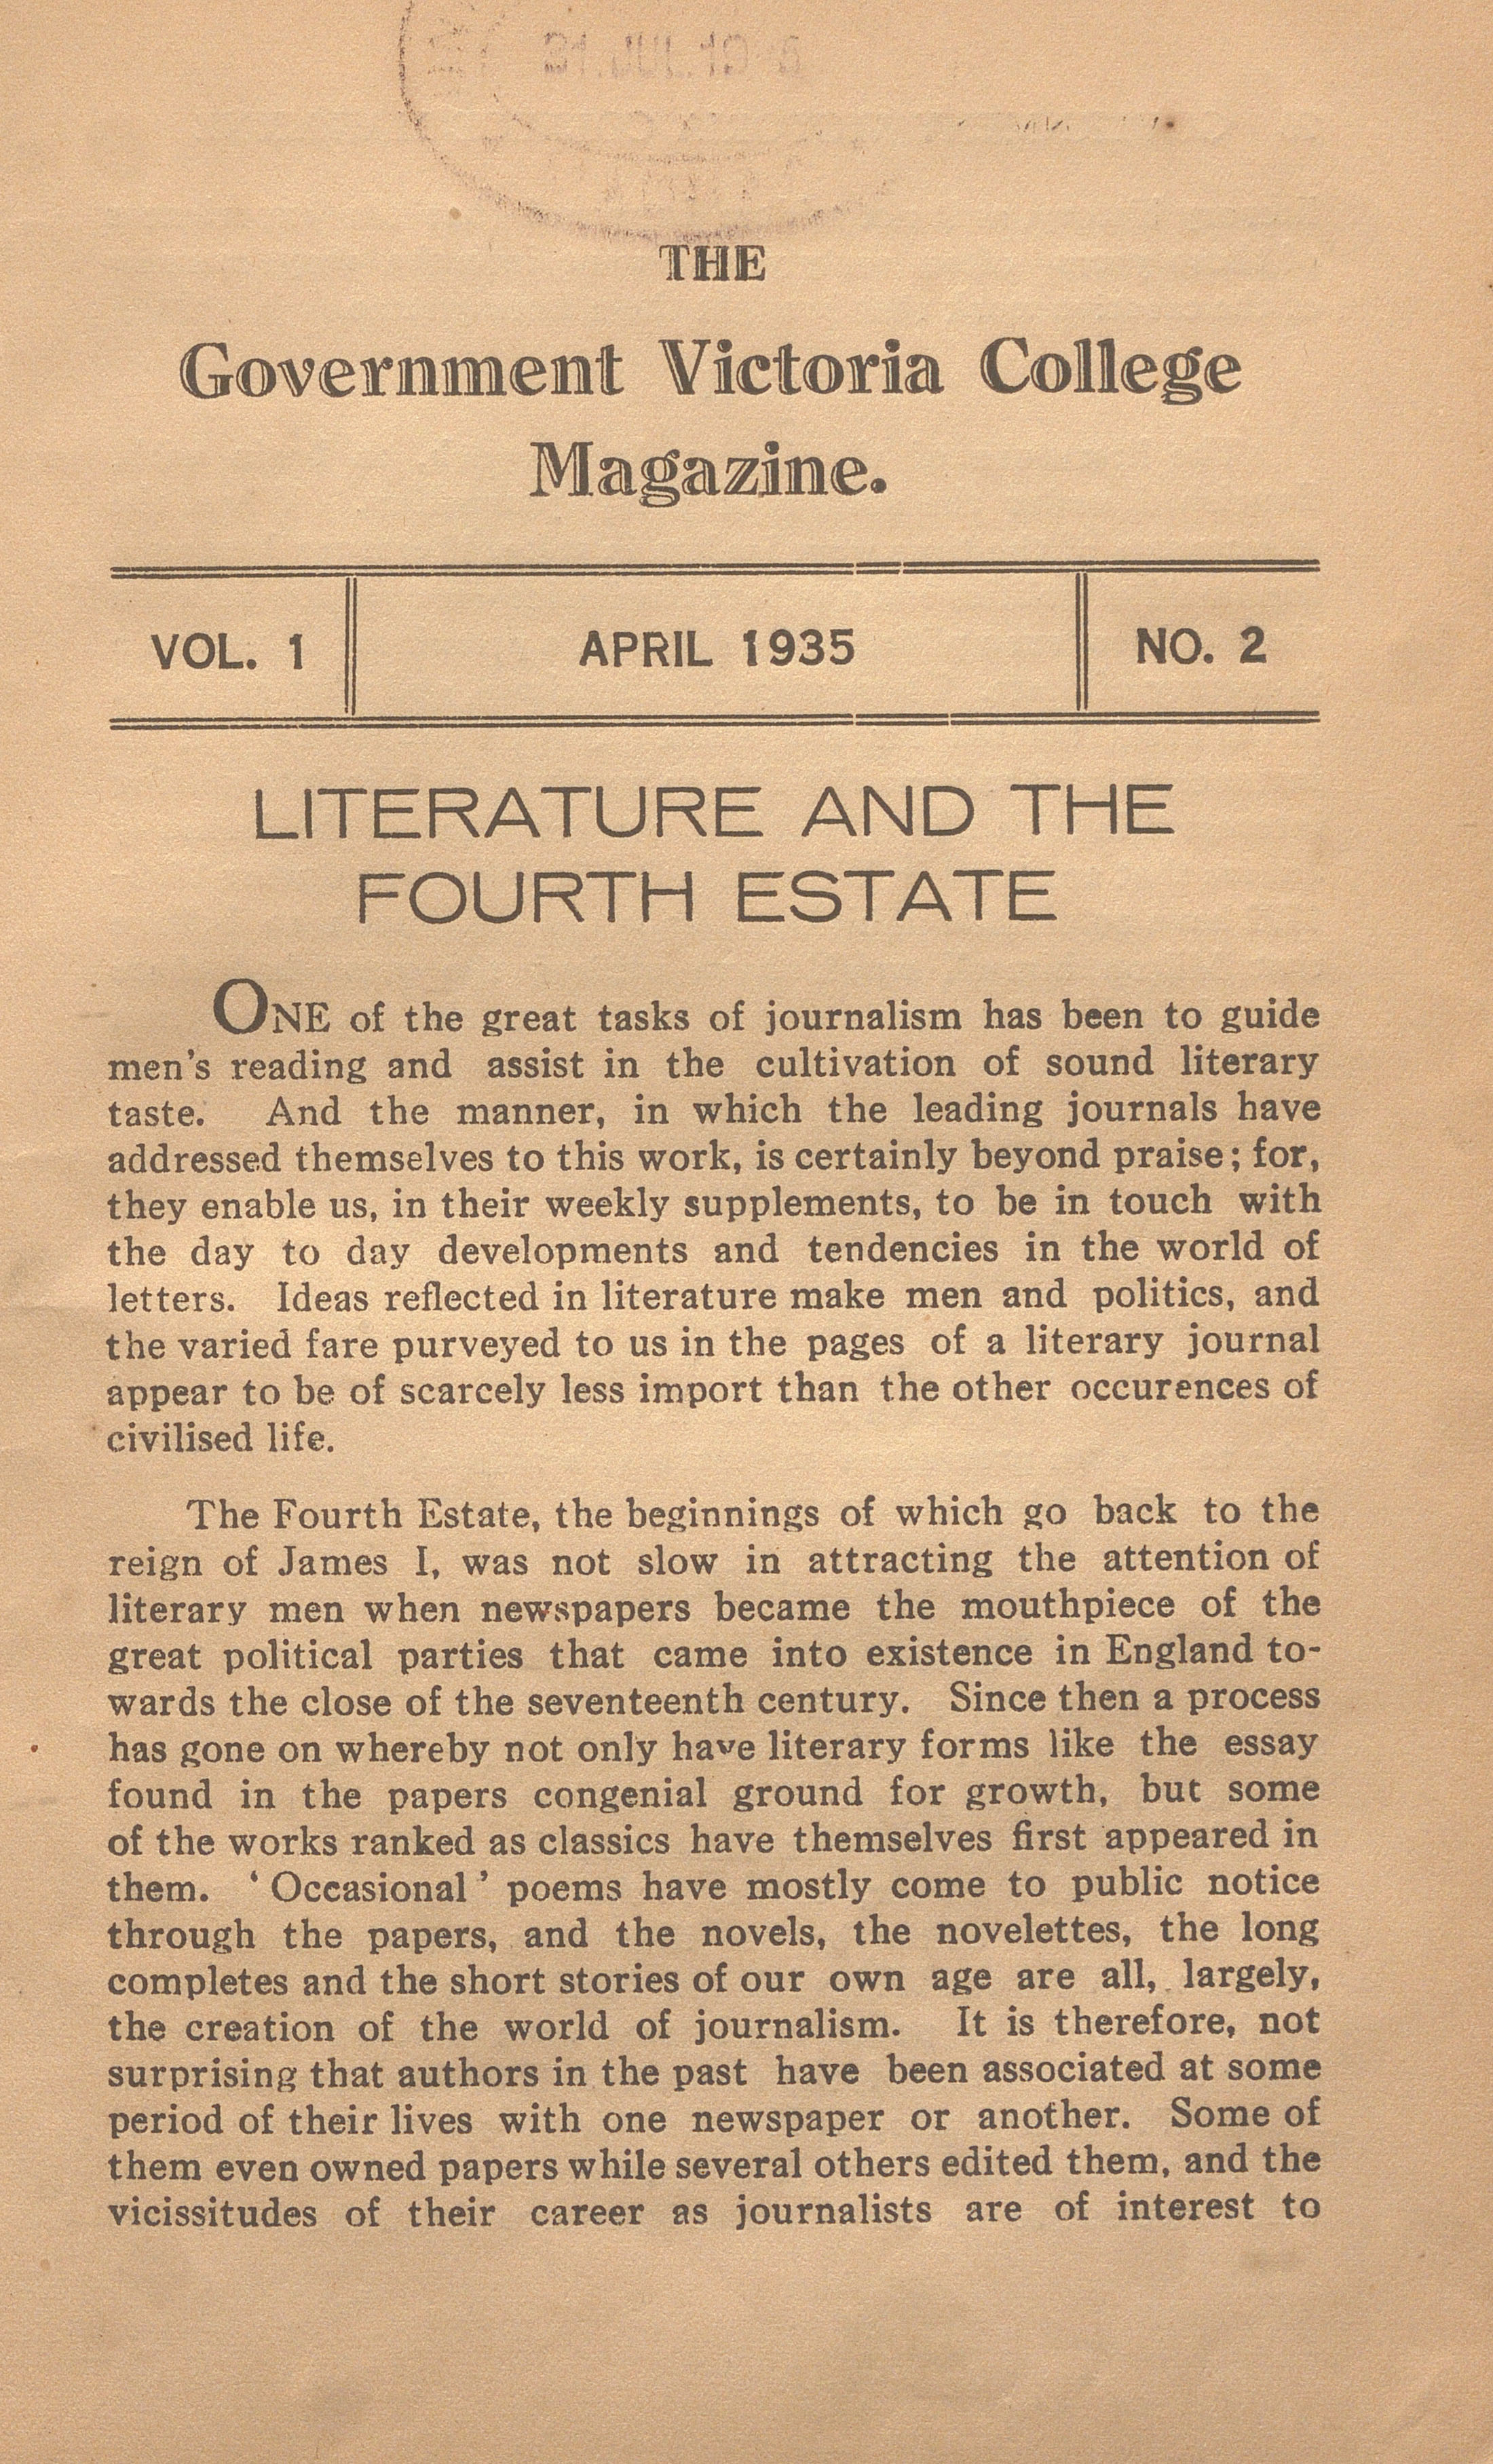 THE
Government Victoria College
Magazine.
VOL. 1
APRIL 1935
NO. 2
LITERATURE AND THE
FOURTH ESTATE
ONE of the great tasks of journalism has been to guide
men's reading and assist in the cultivation of sound literary
taste. And the manner, in which the leading journals have
addressed themselves to this work, is certainly beyond praise; for,
they enable us, in their weekly supplements, to be in touch with
the day to day developments and tendencies in the world of
letters. Ideas reflected in literature make men and politics, and
the varied fare purveyed to us in the pages of a literary journal
appear to be of scarcely less import than the other occurences of
civilised life.
The Fourth Estate, the beginnings of which go back to the
reign of James I, was not slow in attracting the attention of
literary men when newspapers became the mouthpiece of the
great political parties that came into existence in England to-
wards the close of the seventeenth century. Since then a process
has gone on whereby not only have literary forms like the essay
found in the papers congenial ground for growth, but some
of the works ranked as classics have themselves first appeared in
them. 'Occasional' poems have mostly come to public notice
through the papers, and the novels, the novelettes, the long
completes and the short stories of our own age are all, largely,
the creation of the world of journalism. It is therefore, not
surprising that authors in the past have been associated at some
period of their lives with one newspaper or another. Some of
them even owned papers while several others edited them, and the
vicissitudes of their career as journalists are of interest to